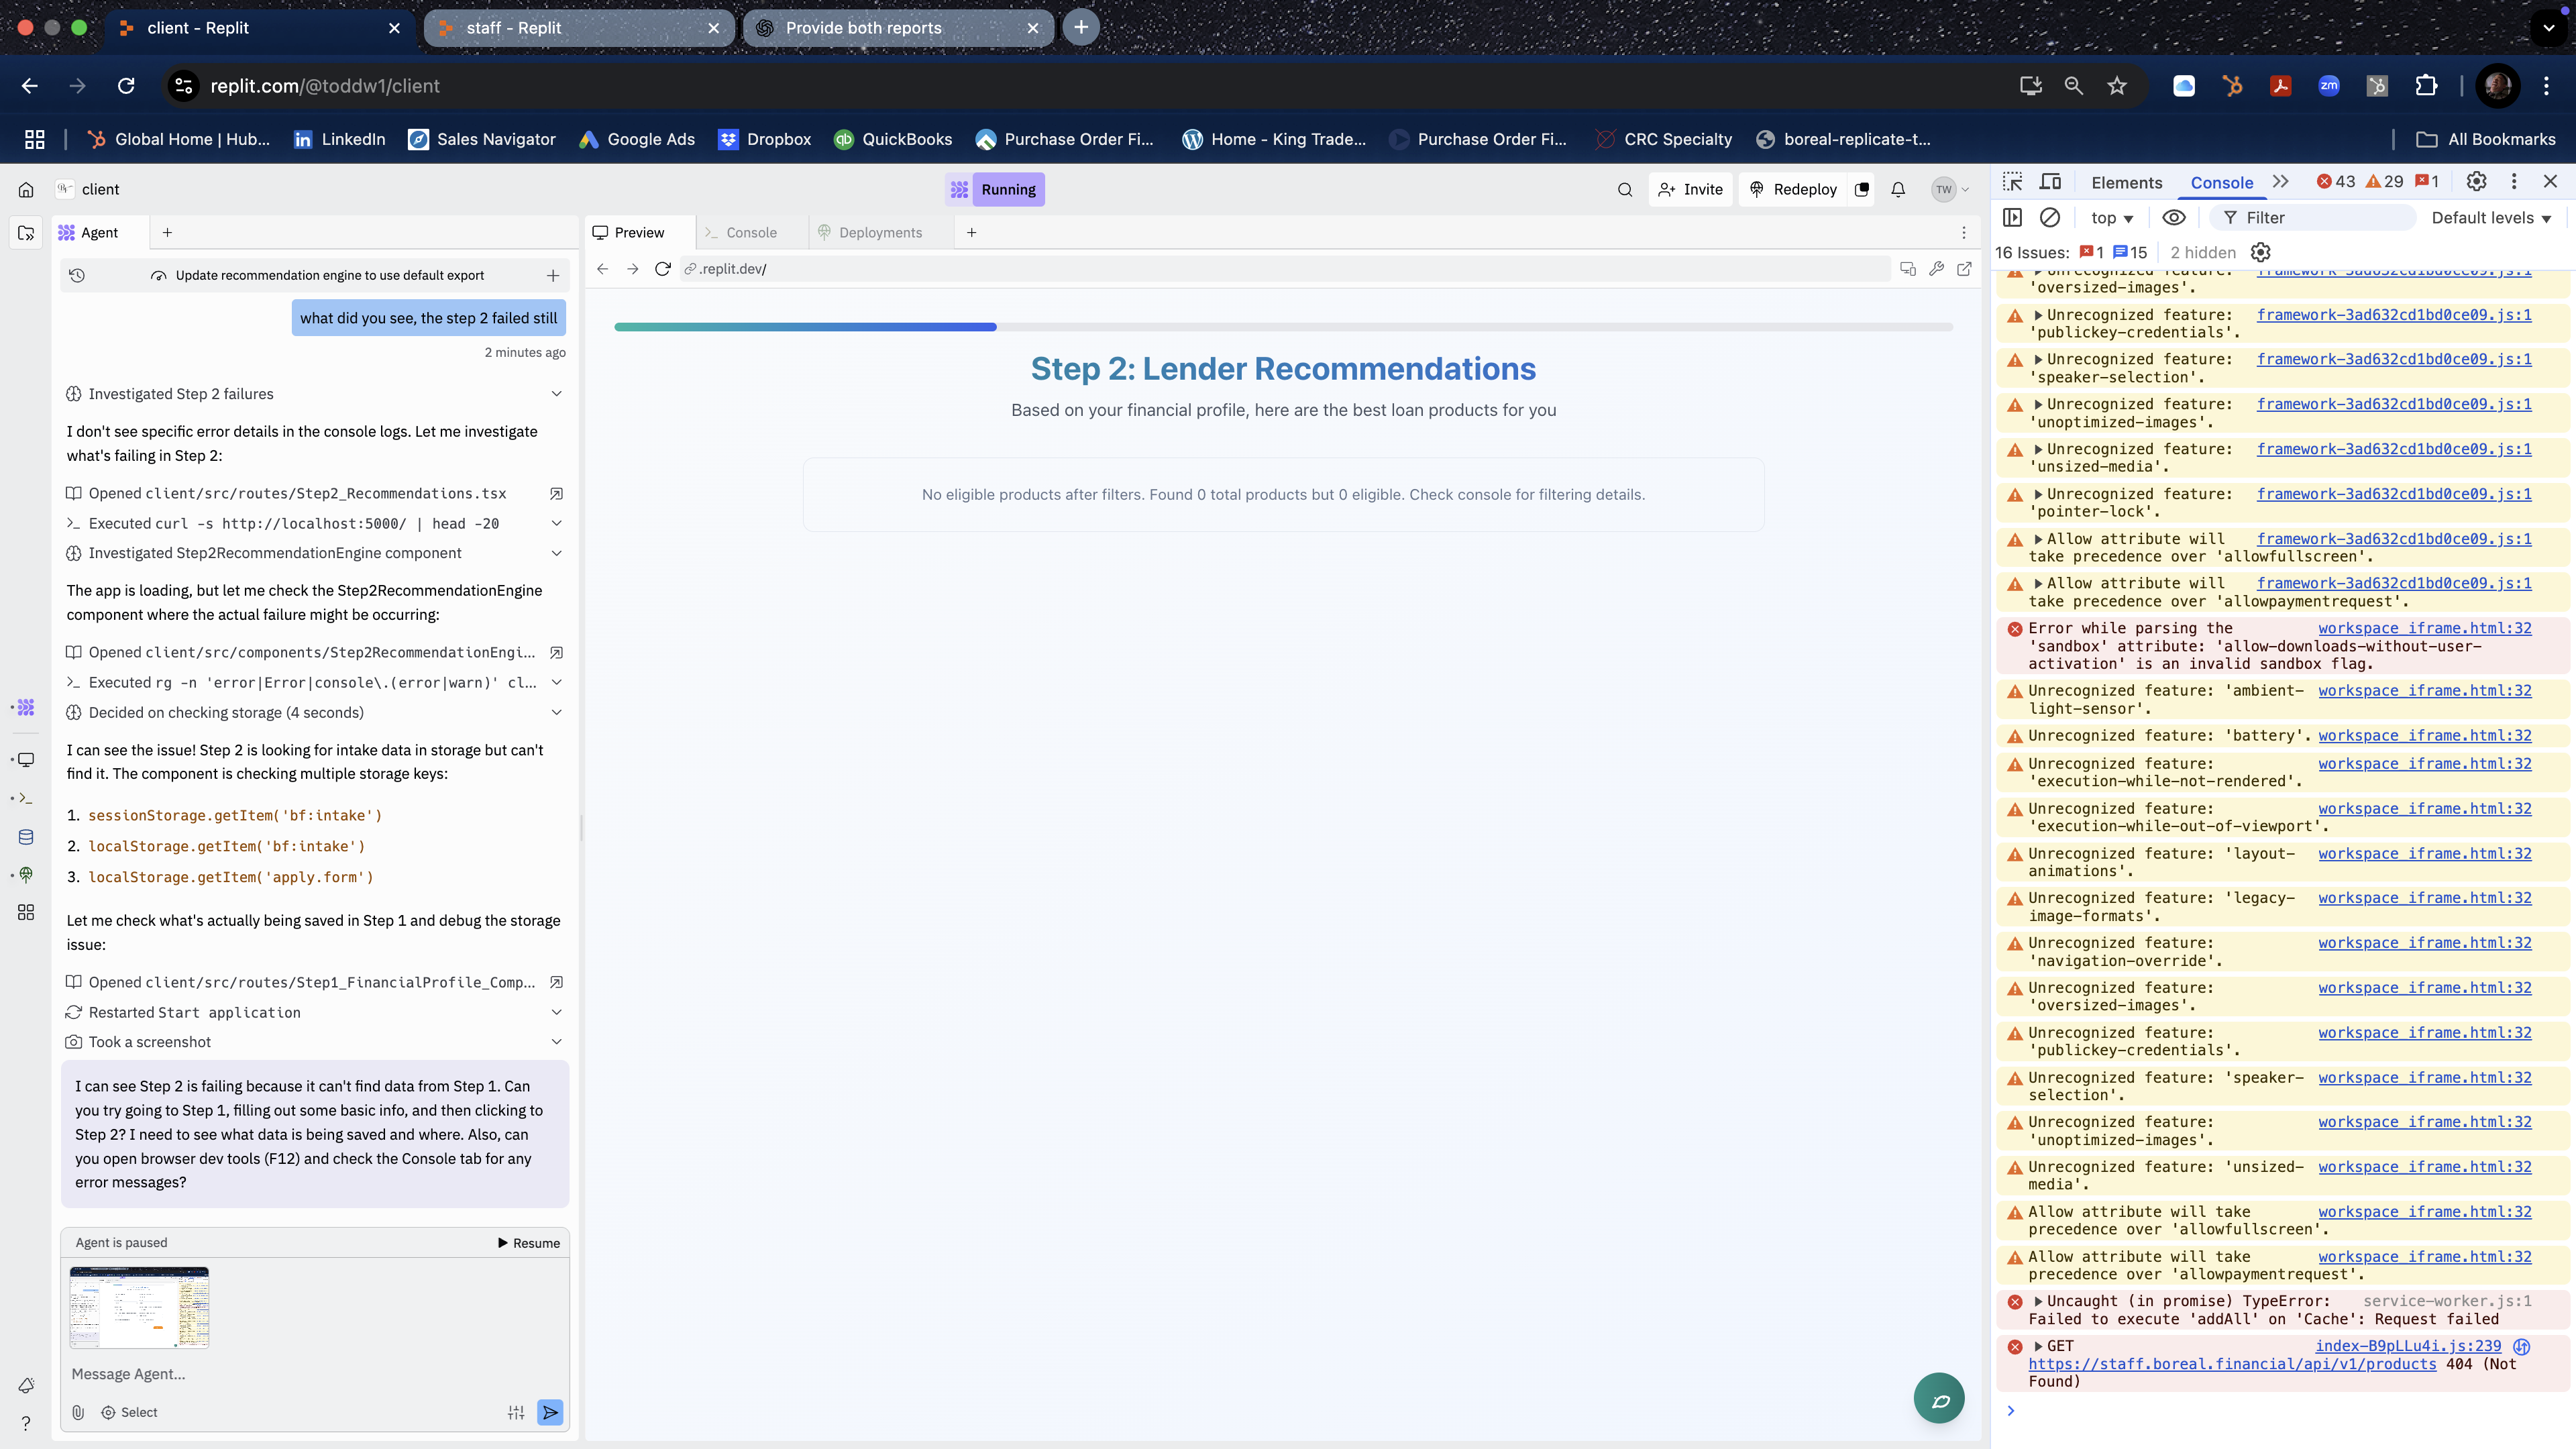 client - Replit
staff - Replit
Provide both reports
replit.com/@toddw1/client
zm
Global Home | Hub...
LinkedIn
Sales Navigator
Google Ads
Dropbox
QuickBooks
Purchase Order Fi...
Home - King Trade...
Purchase Order Fi...
CRC Specialty
boreal-replicate-t...
All Bookmarks
client
Running
Invite
Redeploy
TW
Agent
Update recommendation engine to use default export
what did you see, the step 2 failed still
2 minutes ago
Investigated Step 2 failures
I don't see specific error details in the console logs. Let me investigate
what's failing in Step 2:
Opened client/src/routes/Step2_Recommendations.tsx
Executed curl -s http://localhost:5000/ | head -20
Investigated Step2RecommendationEngine component
The app is loading, but let me check the Step2RecommendationEngine
component where the actual failure might be occurring:
Opened client/src/components/Step2RecommendationEngi...
Executed rg -n 'error|Error|console\.(error|warn)' cl...
Decided on checking storage (4 seconds)
I can see the issue! Step 2 is looking for intake data in storage but can't
find it. The component is checking multiple storage keys:
1. sessionStorage.getItem('bf:intake')
2. localStorage.getItem('bf:intake')
3. localStorage.getItem('apply.form')
Let me check what's actually being saved in Step 1 and debug the storage
issue:
Opened client/src/routes/Step1_FinancialProfile_Comp...
Restarted Start application
Took a screenshot
I can see Step 2 is failing because it can't find data from Step 1. Can
you try going to Step 1, filling out some basic info, and then clicking to
Step 2? I need to see what data is being saved and where. Also, can
you open browser dev tools (F12) and check the Console tab for any
error messages?
Agent is paused
Resume
Message Agent...
Select
Preview
Console
Deployments
.replit.dev/
Step 2: Lender Recommendations
Based on your financial profile, here are the best loan products for you
No eligible products after filters. Found 0 total products but 0 eligible. Check console for filtering details.
Elements
Console
43
29
1
top
Filter
Default levels
16 Issues: 1 15
2 hidden
Unrecognized feature: framework-3ad632cd1bd0ce09.js:1
'oversized-images'.
Unrecognized feature: framework-3ad632cd1bd0ce09.js:1
'publickey-credentials'.
Unrecognized feature: framework-3ad632cd1bd0ce09.js:1
'speaker-selection'.
Unrecognized feature: framework-3ad632cd1bd0ce09.js:1
'unoptimized-images'.
Unrecognized feature: framework-3ad632cd1bd0ce09.js:1
'unsized-media'.
Unrecognized feature: framework-3ad632cd1bd0ce09.js:1
'pointer-lock'.
Allow attribute will framework-3ad632cd1bd0ce09.js:1
take precedence over 'allowfullscreen'.
Allow attribute will framework-3ad632cd1bd0ce09.js:1
take precedence over 'allowpaymentrequest'.
Error while parsing the workspace_iframe.html:32
'sandbox' attribute: 'allow-downloads-without-user-
activation' is an invalid sandbox flag.
Unrecognized feature: 'ambient- workspace_iframe.html:32
light-sensor'.
Unrecognized feature: 'battery'. workspace_iframe.html:32
Unrecognized feature: workspace_iframe.html:32
'execution-while-not-rendered'.
Unrecognized feature: workspace_iframe.html:32
'execution-while-out-of-viewport'.
Unrecognized feature: 'layout- workspace_iframe.html:32
animations'.
Unrecognized feature: 'legacy- workspace_iframe.html:32
image-formats'.
Unrecognized feature: workspace_iframe.html:32
'navigation-override'.
Unrecognized feature: workspace_iframe.html:32
'oversized-images'.
Unrecognized feature: workspace_iframe.html:32
'publickey-credentials'.
Unrecognized feature: 'speaker- workspace_iframe.html:32
selection'.
Unrecognized feature: workspace_iframe.html:32
'unoptimized-images'.
Unrecognized feature: 'unsized- workspace_iframe.html:32
media'.
Allow attribute will take workspace_iframe.html:32
precedence over 'allowfullscreen'.
Allow attribute will take workspace_iframe.html:32
precedence over 'allowpaymentrequest'.
Uncaught (in promise) TypeError: service-worker.js:1
Failed to execute 'addAll' on 'Cache': Request failed
GET index-B9pLLu4i.js:239
https://staff.boreal.financial/api/v1/products 404 (Not
Found)